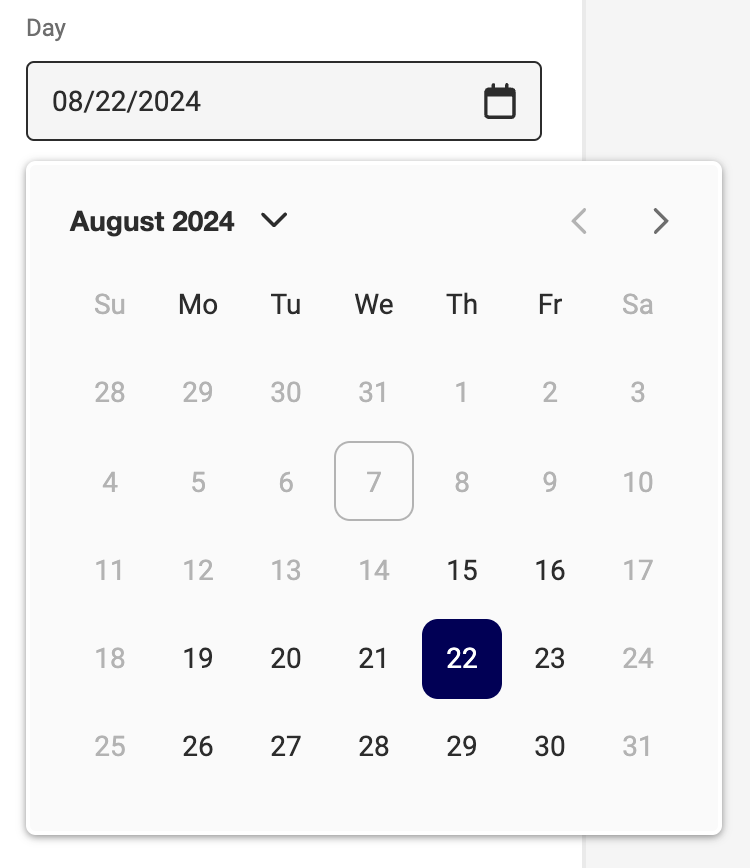 Day
08/22/2024
August 2024
Su Mo Tu We Th Fr Sa
28 29 30 31 1 2 3
4 5 6 7 8 9 10
11 12 13 14 15 16 17
18 19 20 21 22 23 24
25 26 27 28 29 30 31